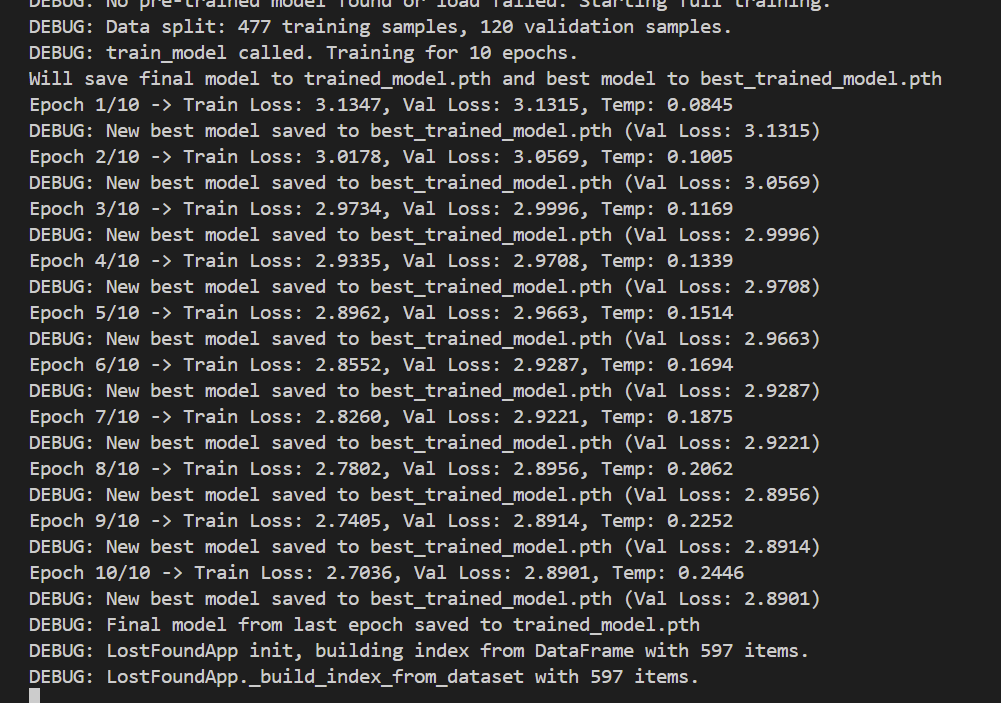 DEBUG: No pre-trained model found or load failed. Starting full training.
DEBUG: Data split: 477 training samples, 120 validation samples.
DEBUG: train_model called. Training for 10 epochs.
Will save final model to trained_model.pth and best model to best_trained_model.pth
Epoch 1/10 -> Train Loss: 3.1347, Val Loss: 3.1315, Temp: 0.0845
DEBUG: New best model saved to best_trained_model.pth (Val Loss: 3.1315)
Epoch 2/10 -> Train Loss: 3.0178, Val Loss: 3.0569, Temp: 0.1005
DEBUG: New best model saved to best_trained_model.pth (Val Loss: 3.0569)
Epoch 3/10 -> Train Loss: 2.9734, Val Loss: 2.9996, Temp: 0.1169
DEBUG: New best model saved to best_trained_model.pth (Val Loss: 2.9996)
Epoch 4/10 -> Train Loss: 2.9335, Val Loss: 2.9708, Temp: 0.1339
DEBUG: New best model saved to best_trained_model.pth (Val Loss: 2.9708)
Epoch 5/10 -> Train Loss: 2.8962, Val Loss: 2.9663, Temp: 0.1514
DEBUG: New best model saved to best_trained_model.pth (Val Loss: 2.9663)
Epoch 6/10 -> Train Loss: 2.8552, Val Loss: 2.9287, Temp: 0.1694
DEBUG: New best model saved to best_trained_model.pth (Val Loss: 2.9287)
Epoch 7/10 -> Train Loss: 2.8260, Val Loss: 2.9221, Temp: 0.1875
DEBUG: New best model saved to best_trained_model.pth (Val Loss: 2.9221)
Epoch 8/10 -> Train Loss: 2.7802, Val Loss: 2.8956, Temp: 0.2062
DEBUG: New best model saved to best_trained_model.pth (Val Loss: 2.8956)
Epoch 9/10 -> Train Loss: 2.7405, Val Loss: 2.8914, Temp: 0.2252
DEBUG: New best model saved to best_trained_model.pth (Val Loss: 2.8914)
Epoch 10/10 -> Train Loss: 2.7036, Val Loss: 2.8901, Temp: 0.2446
DEBUG: New best model saved to best_trained_model.pth (Val Loss: 2.8901)
DEBUG: Final model from last epoch saved to trained_model.pth
DEBUG: LostFoundApp init, building index from DataFrame with 597 items.
DEBUG: LostFoundApp._build_index_from_dataset with 597 items.